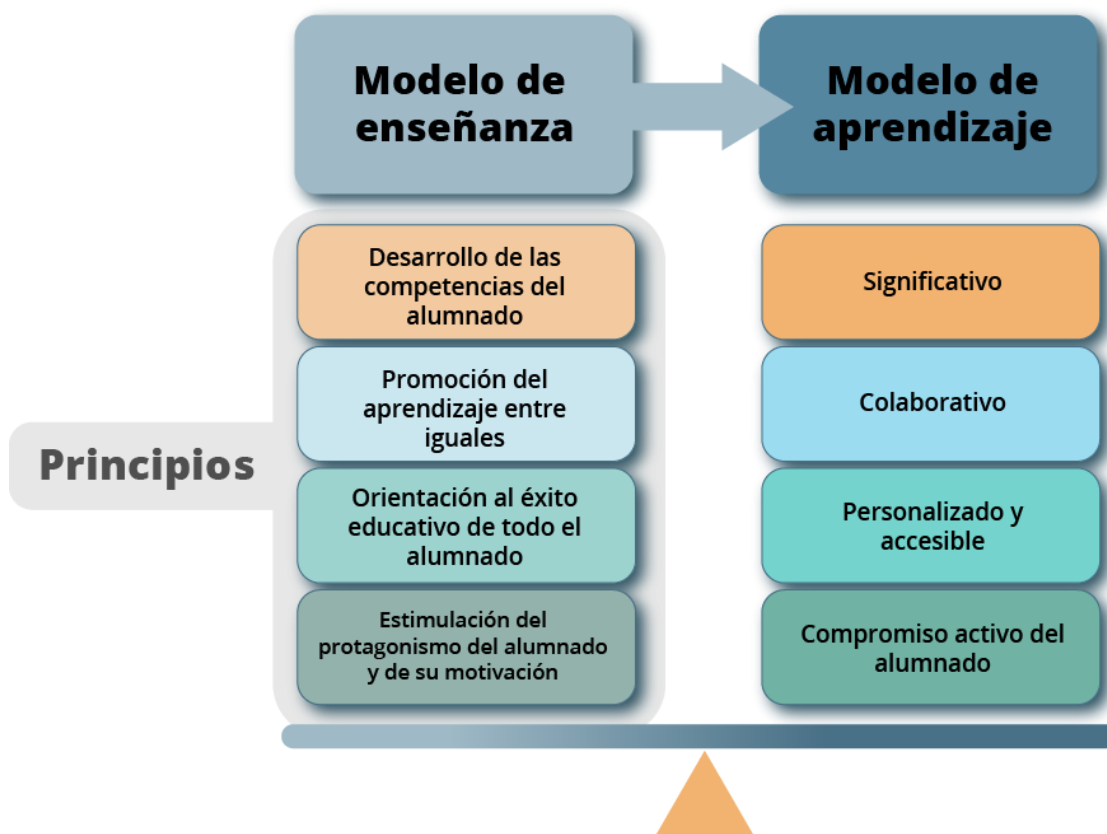 Modelo de
enseñanza
Modelo de
aprendizaje
Principios
Desarrollo de las
competencias del
alumnado
Significativo
Promoción del
aprendizaje entre
iguales
Colaborativo
Orientación al éxito
educativo de todo el
alumnado
Personalizado y
accesible
Estimulación del
protagonismo del alumnado
y de su motivación
Compromiso activo del
alumnado